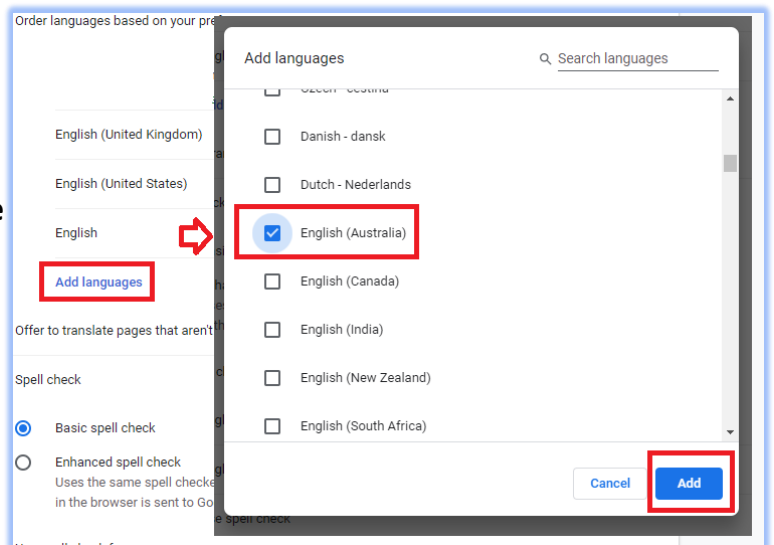 Order languages based on your pre
English (United Kingdom)
English (United States)
e
English
Add languages
Offer to translate pages that aren't
Spell check
Basic spell check
Enhanced spell check
Uses the same spell checke
in the browser is sent to Go
Add languages
Search languages
Danish - dansk
Dutch - Nederlands
English (Australia)
English (Canada)
English (India)
English (New Zealand)
English (South Africa)
Cancel
Add
e spell check